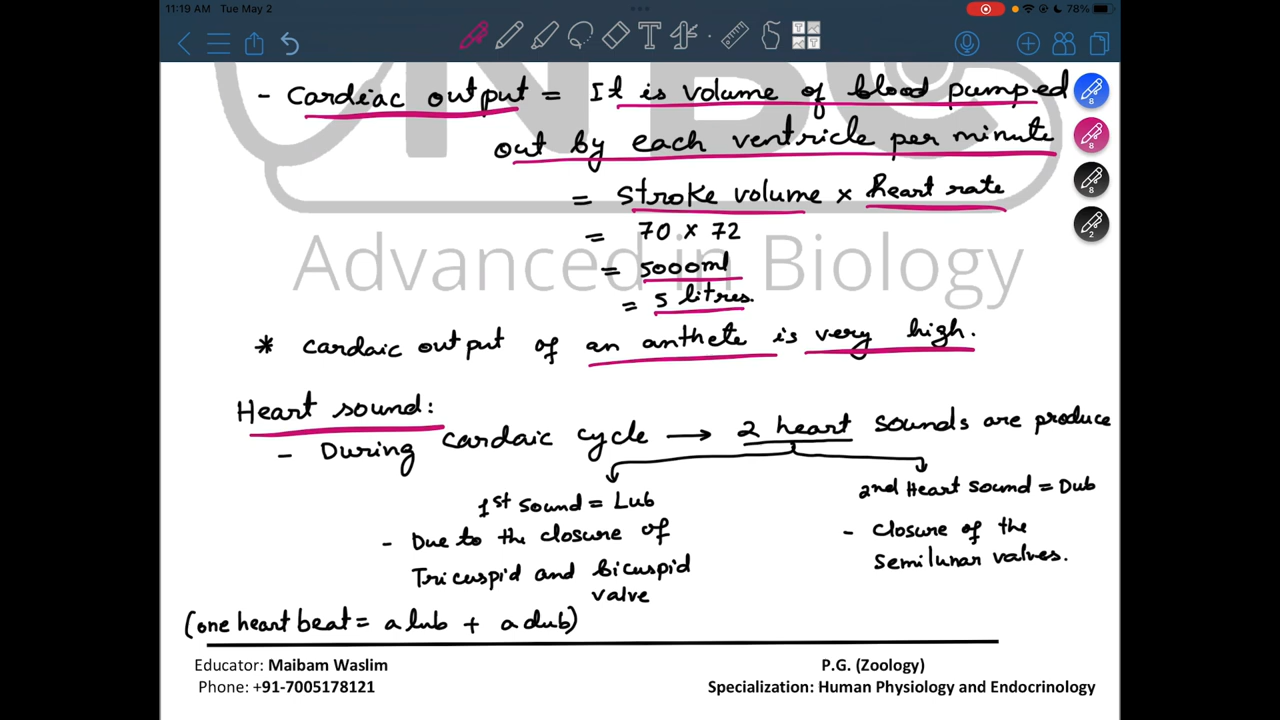 11:19 AM Tue May 2
78%
- Cardiac output = It is volume of blood pumped
out by each ventricle per minute
= Stroke volume × heart rate
= 70 × 72
= 5000ml
= 5 litres.
Advanced in Biology
* cardaic output of an anthete is very high.
Heart sound:
- During cardaic cycle → 2 heart sounds are produce
1st Sound = Lub
- Due to the closure of
Tricuspid and bicuspid
valve
2nd Heart Sound = Dub
- Closure of the
Semilunar valves.
(one heart beat = a lub + a dub)
Educator: Maibam Waslim
Phone: +91-7005178121
P.G. (Zoology)
Specialization: Human Physiology and Endocrinology